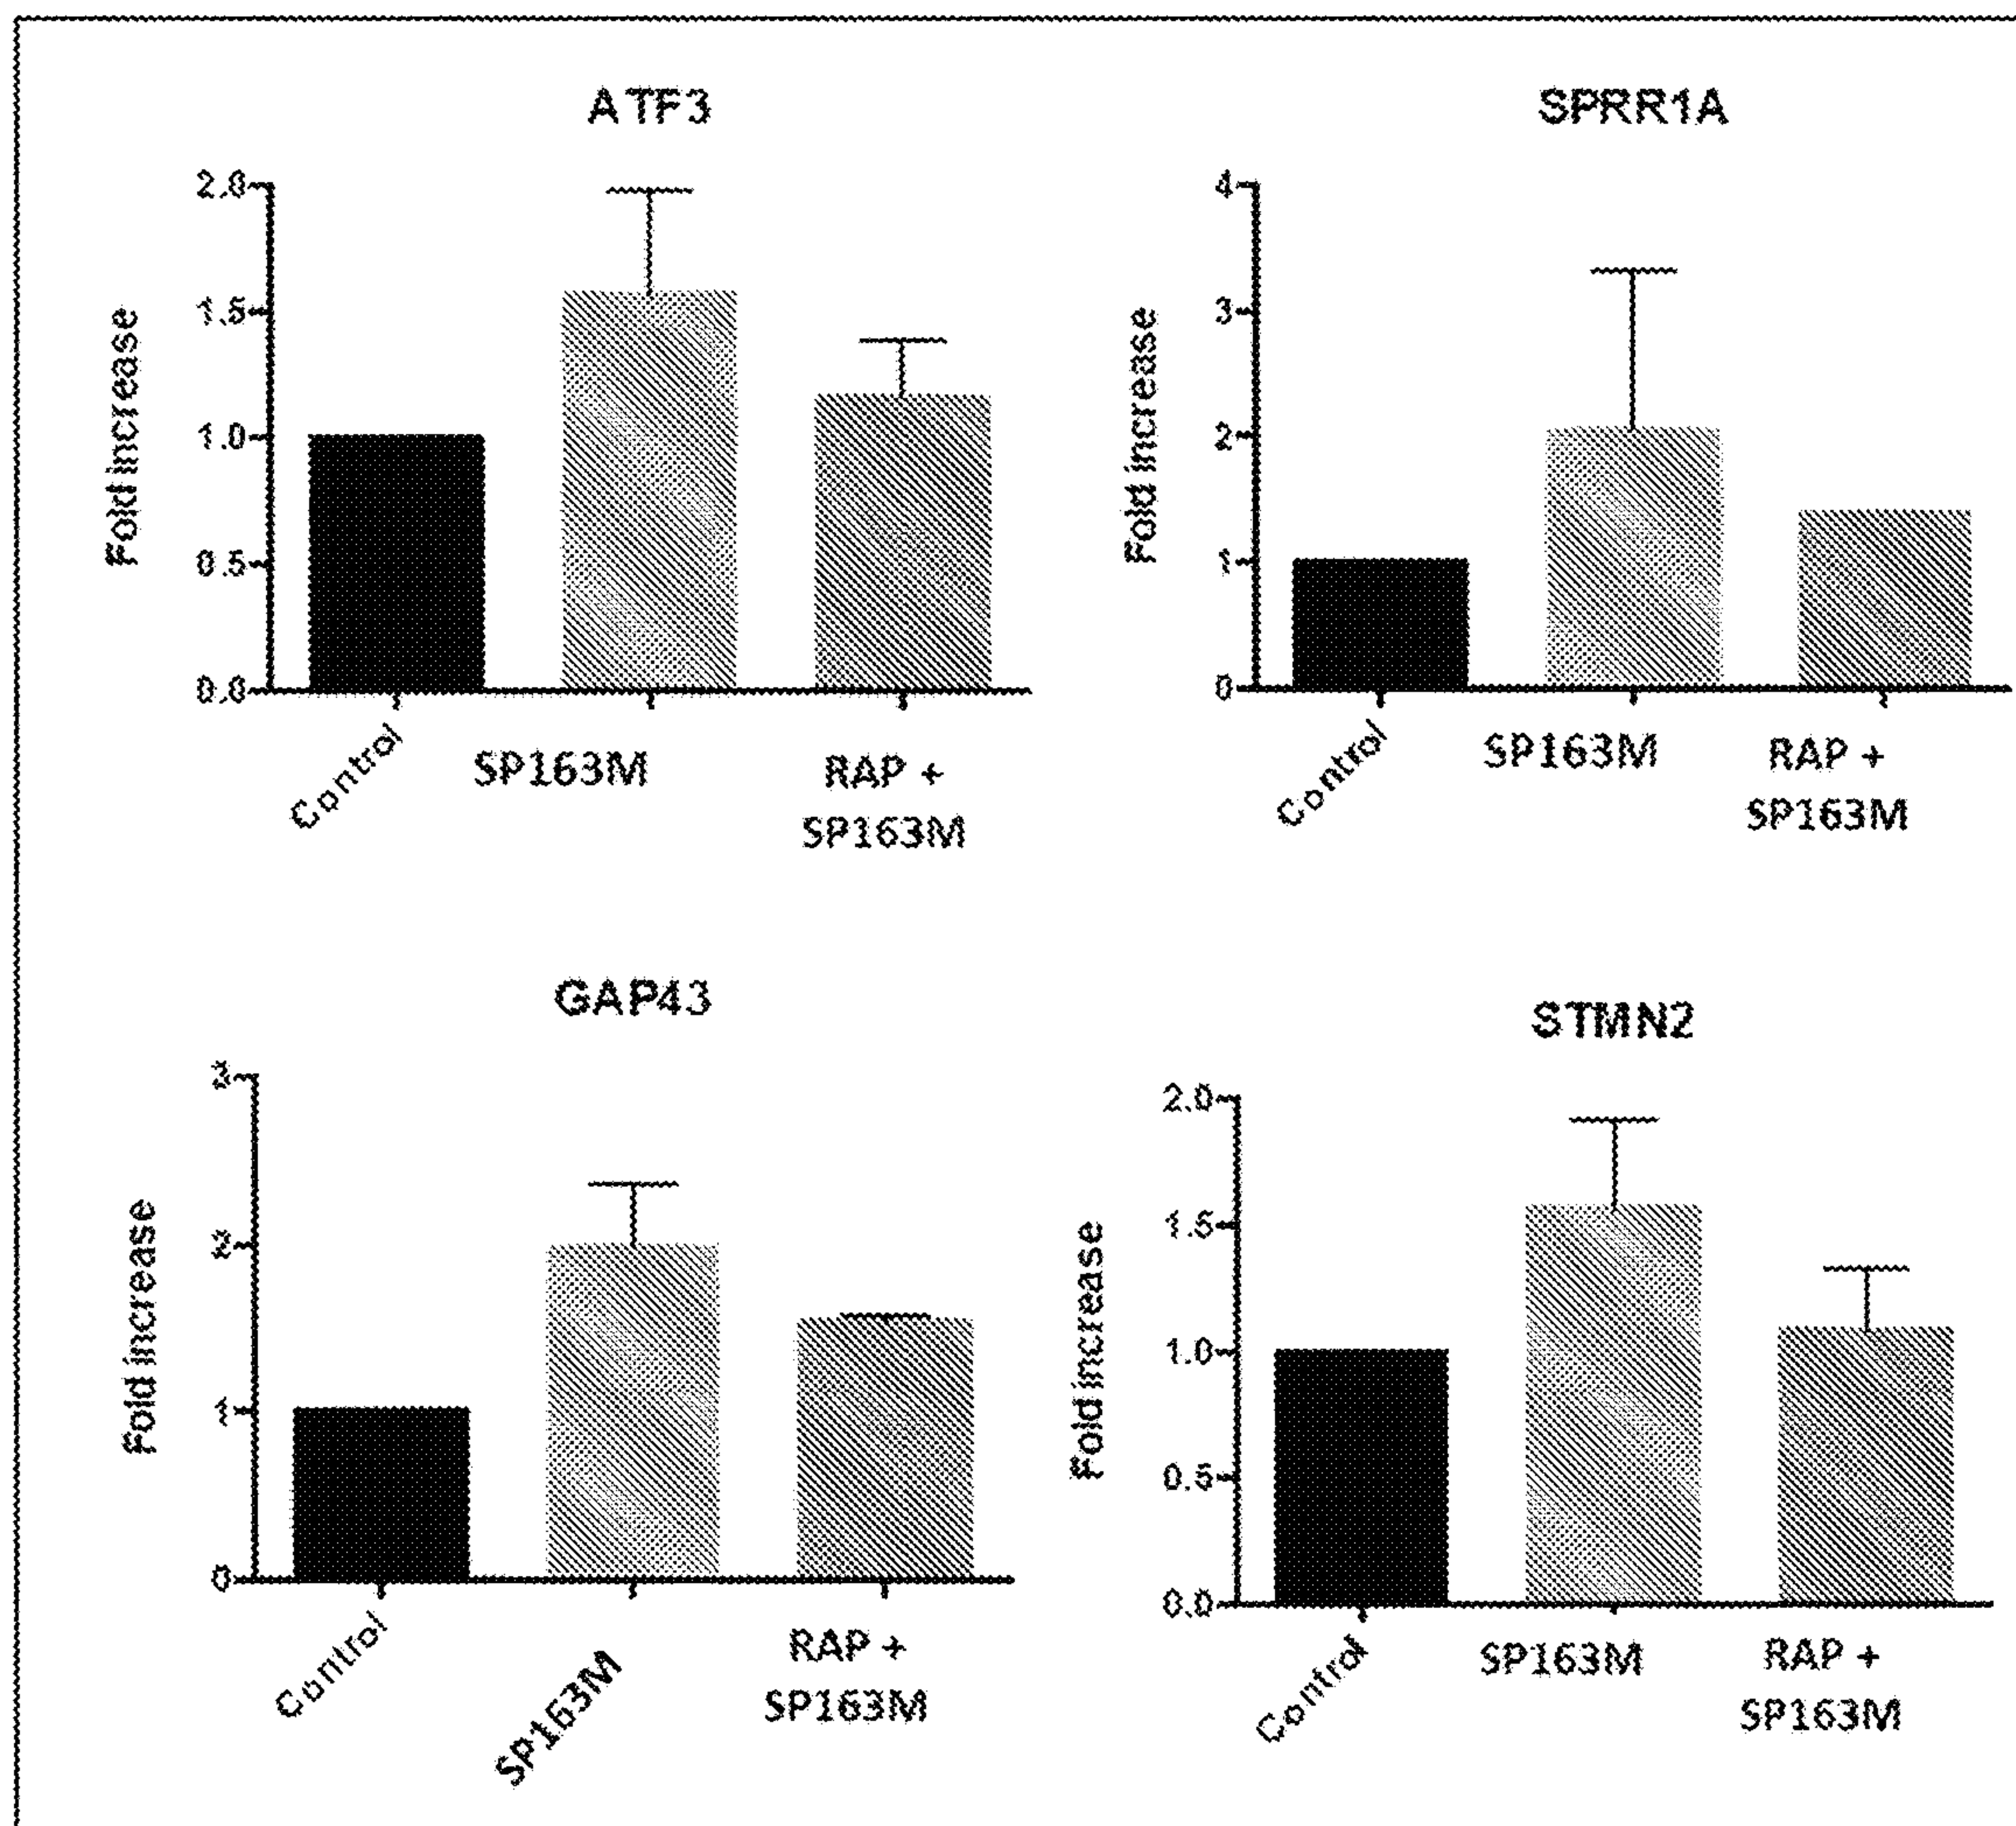 ATF3
Fold increase
2.0
1.5
1.0
0.5
0.0
Control
SP163M
RAP +
SP163M
SPRR1A
Fold increase
4
3
2
1
0
Control
SP163M
RAP +
SP163M
GAP43
Fold increase
3
2
1
0
Control
SP163M
RAP +
SP163M
STMN2
Fold increase
2.0
1.5
1.0
0.5
0.0
Control
SP163M
RAP +
SP163M